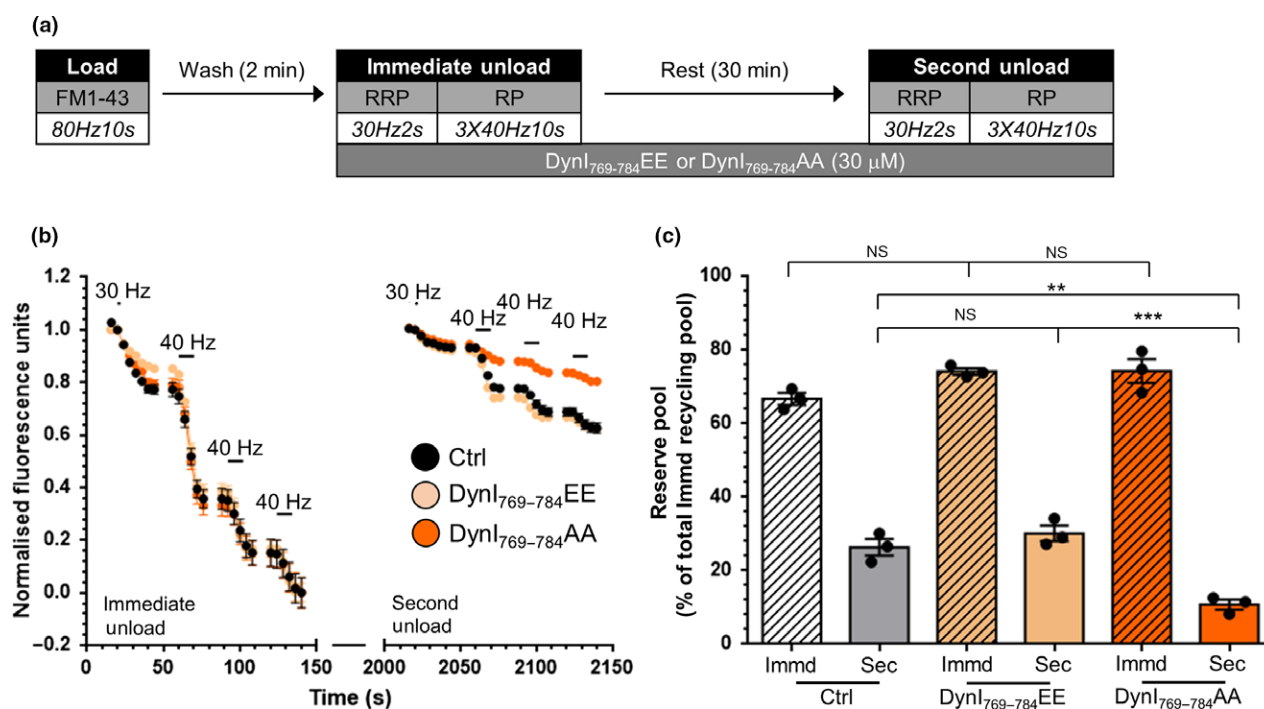 (a)
Load
FM1-43
80Hz10s
Wash (2 min)
Immediate unload
RRP RP
30Hz2s 3X40Hz10s
Rest (30 min)
Second unload
RRP RP
30Hz2s 3X40Hz10s
DynI769-784EE or DynI769-784AA (30 μM)
(b)
Normalised fluorescence units
1.2
1.0
0.8
0.6
0.4
0.2
0.0
−0.2
30 Hz
40 Hz
40 Hz
40 Hz
Immediate
unload
30 Hz
40 Hz
40 Hz
40 Hz
Ctrl
DynI769–784EE
DynI769–784AA
Second
unload
0 50 100 150 2000 2050 2100 2150
Time (s)
(c)
Reserve pool
(% of total Immd recycling pool)
100
80
60
40
20
0
NS NS
**
NS ***
Immd Sec Immd Sec Immd Sec
Ctrl DynI769–784EE DynI769–784AA